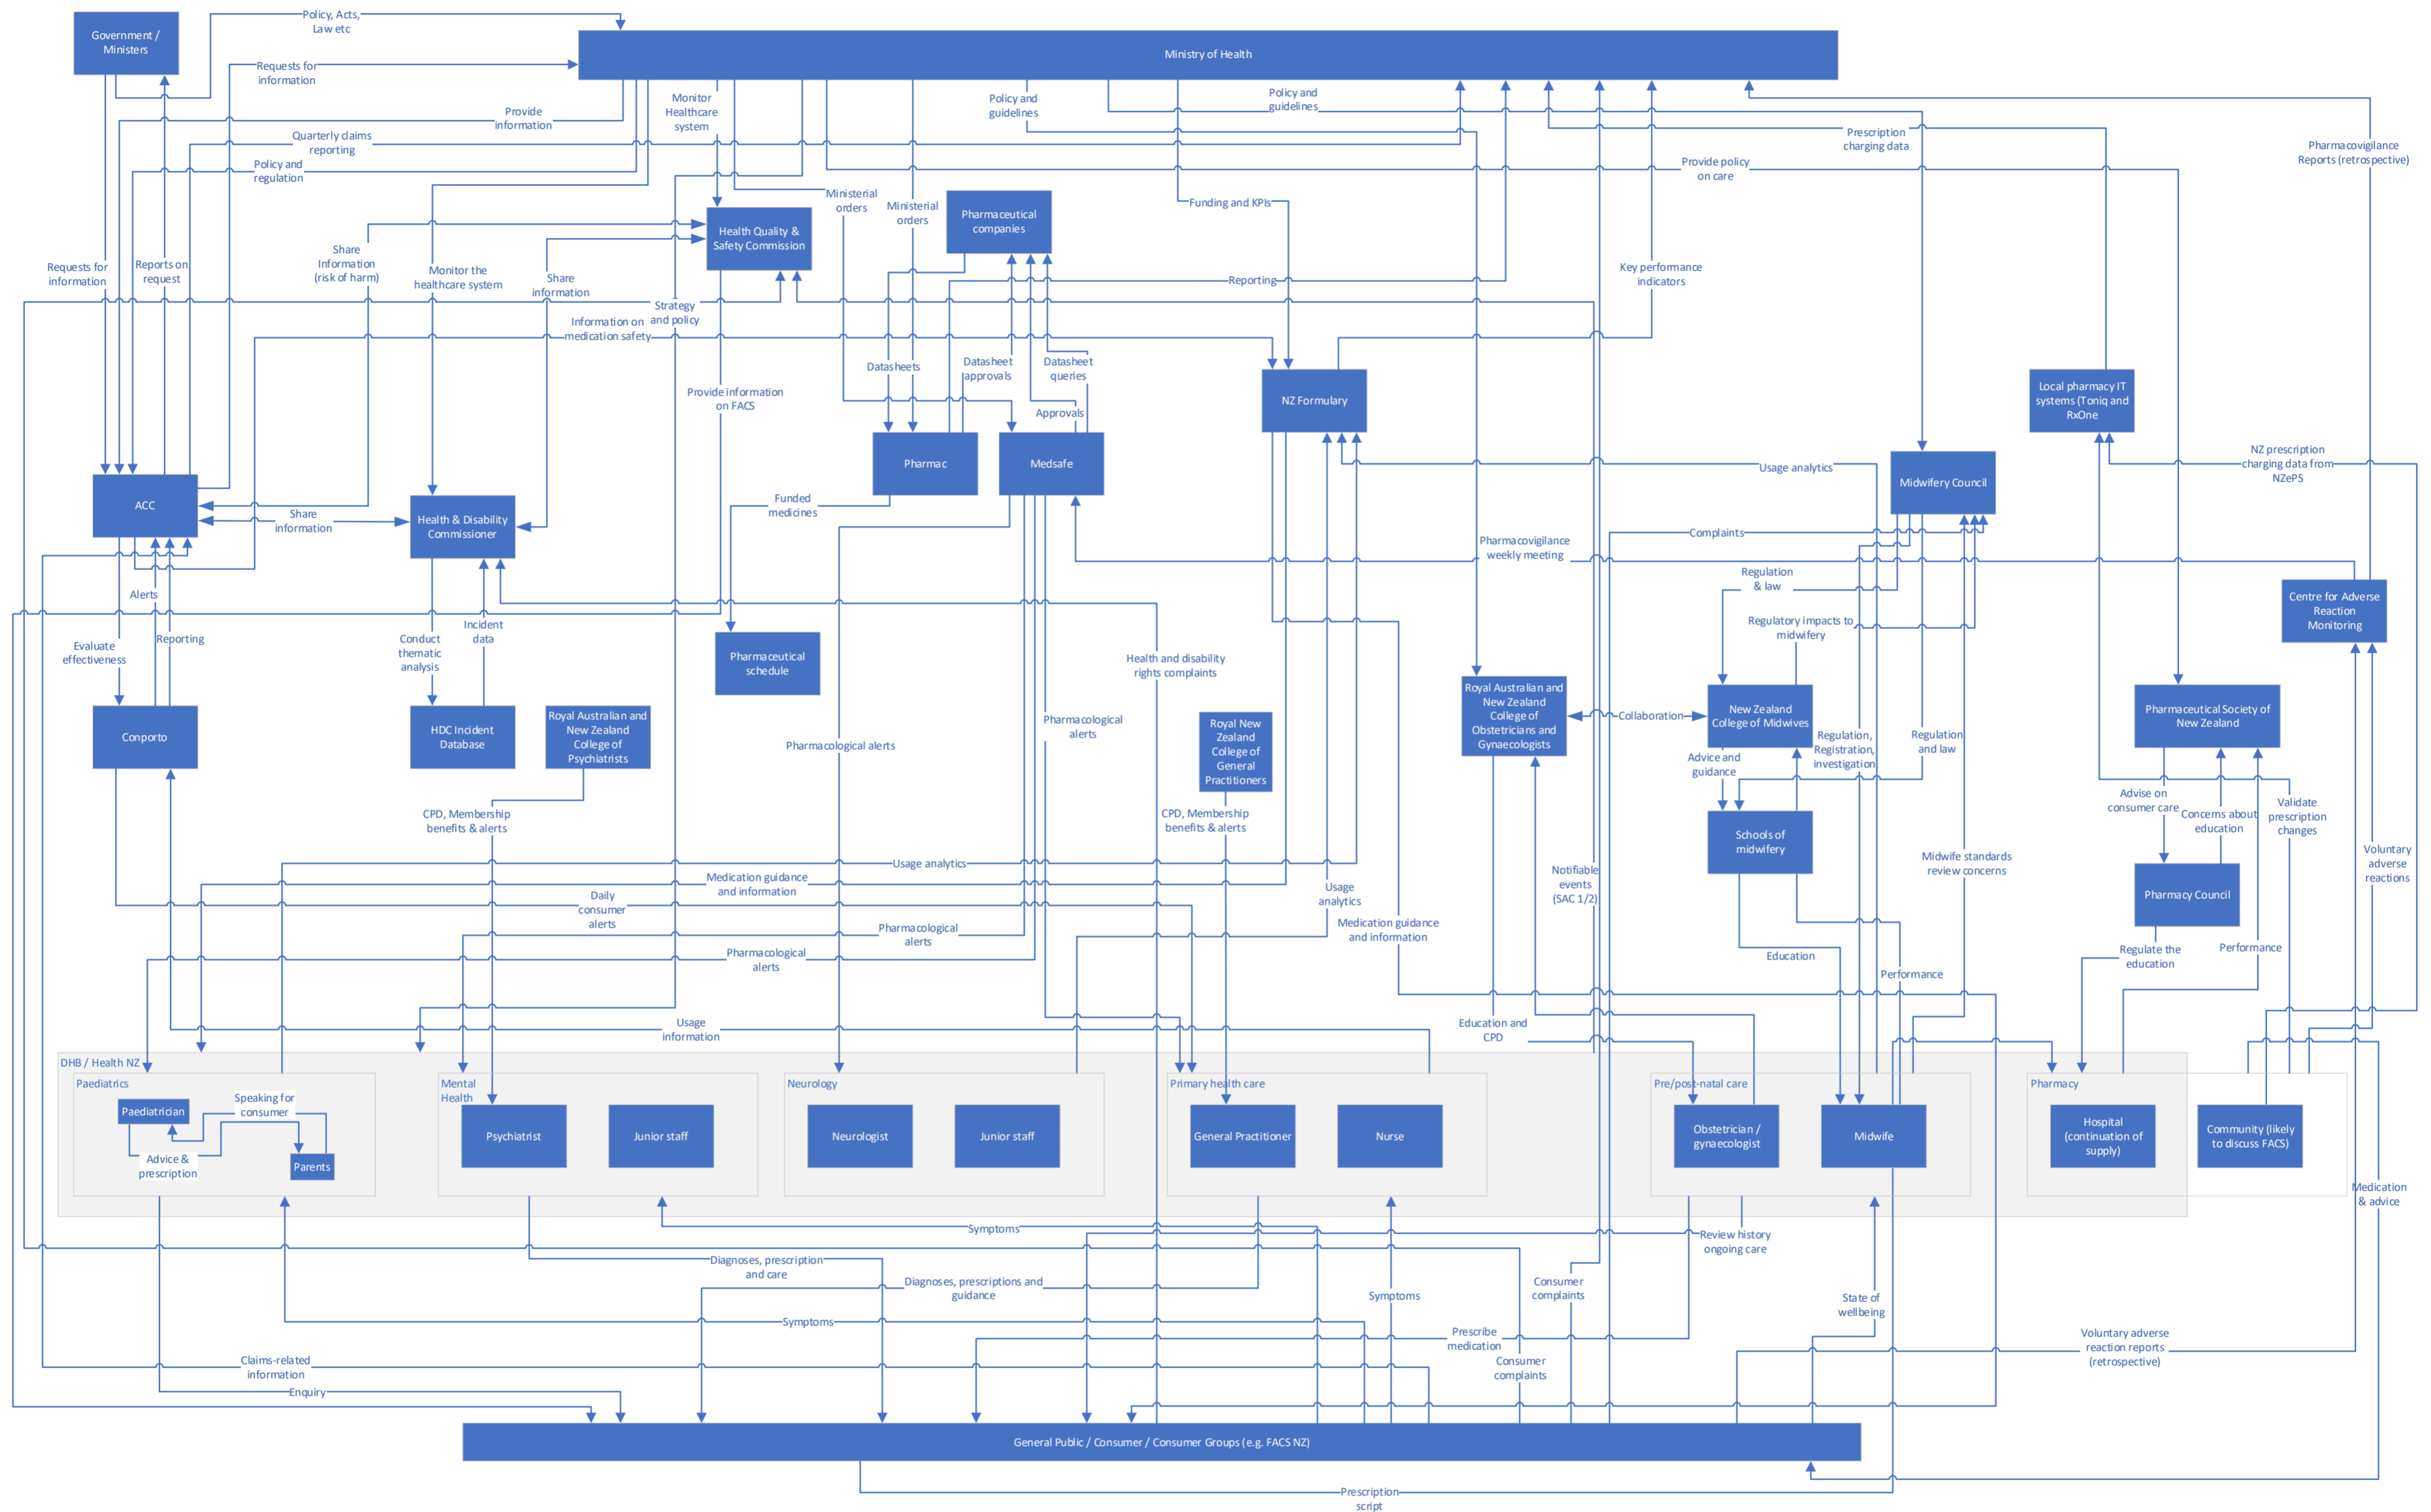 Policy, Acts,
Law etc
Government /
Ministers
Ministry of Health
Requests for
information
Provide
information
Monitor
Healthcare
system
Policy and
guidelines
Policy and
guidelines
Quarterly claims
reporting
Prescription
charging data
Pharmacovigilance
Reports (retrospective)
Policy and
regulation
Provide policy
on care
Ministerial
orders
Ministerial
orders
Pharmaceutical
companies
Funding and KPIs
Health Quality &
Safety Commission
Requests for
information
Reports on
request
Share
Information
(risk of harm)
Monitor the
healthcare system
Share
information
Reporting
Key performance
indicators
Strategy
and policy
Information on
medication safety
Datasheets
Datasheet
approvals
Datasheet
queries
Provide information
on FACS
Approvals
NZ Formulary
Local pharmacy IT
systems (Toniq and
RxOne
Pharmac
Medsafe
Usage analytics
Midwifery Council
NZ prescription
charging data from
NZePS
ACC
Share
information
Health & Disability
Commissioner
Funded
medicines
Complaints
Pharmacovigilance
weekly meeting
Alerts
Regulation
& law
Centre for Adverse
Reaction
Monitoring
Evaluate
effectiveness
Reporting
Conduct
thematic
analysis
Incident
data
Pharmaceutical
schedule
Health and disability
rights complaints
Regulatory impacts to
midwifery
Conporto
HDC Incident
Database
Royal Australian and
New Zealand
College of
Psychiatrists
Pharmacological alerts
Pharmacological
alerts
Royal New
Zealand
College of
General
Practitioners
Royal Australian and
New Zealand
College of
Obstetricians and
Gynaecologists
Collaboration
New Zealand
College of Midwives
Regulation,
Registration,
investigation
Regulation
and law
Pharmaceutical Society of
New Zealand
Advice and
guidance
CPD, Membership
benefits & alerts
CPD, Membership
benefits & alerts
Schools of
midwifery
Advise on
consumer care
Concerns about
education
Validate
prescription
changes
Usage analytics
Medication guidance
and information
Daily
consumer
alerts
Usage
analytics
Notifiable
events
(SAC 1/2)
Midwife standards
review concerns
Pharmacy Council
Voluntary
adverse
reactions
Pharmacological
alerts
Pharmacological
alerts
Medication guidance
and information
Education
Performance
Regulate the
education
Performance
Usage
information
Education and
CPD
DHB / Health NZ
Paediatrics
Paediatrician
Speaking for
consumer
Advice &
prescription
Parents
Mental
Health
Psychiatrist
Junior staff
Neurology
Neurologist
Junior staff
Primary health care
General Practitioner
Nurse
Pre/post-natal care
Obstetrician /
gynaecologist
Midwife
Pharmacy
Hospital
(continuation of
supply)
Community (likely
to discuss FACS)
Medication
& advice
Symptoms
Review history
ongoing care
Diagnoses, prescription
and care
Diagnoses, prescriptions and
guidance
Consumer
complaints
Symptoms
State of
wellbeing
Symptoms
Prescribe
medication
Voluntary adverse
reaction reports
(retrospective)
Claims-related
information
Consumer
complaints
Enquiry
General Public / Consumer / Consumer Groups (e.g. FACS NZ)
Prescription
script